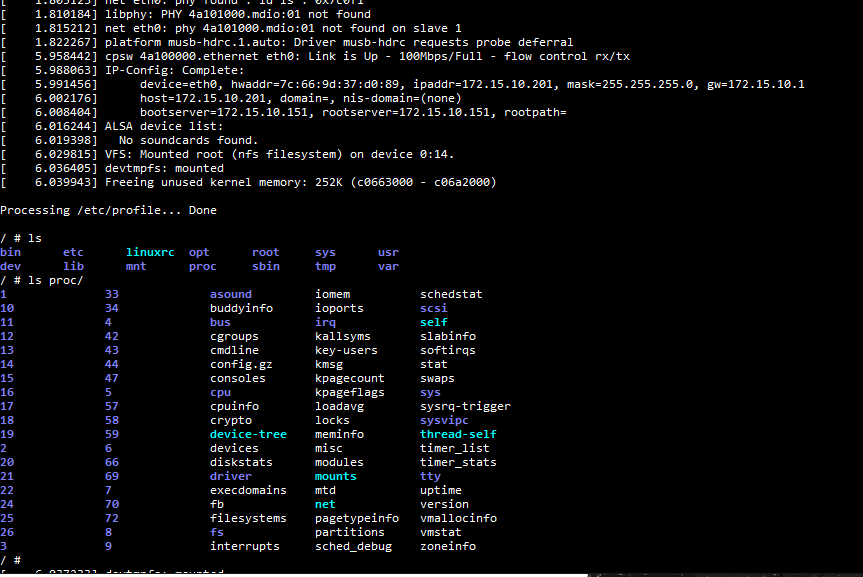 [    1.805125] net eth0: phy found : id is : 0x7c0f1
[    1.810184] libphy: PHY 4a101000.mdio:01 not found
[    1.815212] net eth0: phy 4a101000.mdio:01 not found on slave 1
[    1.822267] platform musb-hdrc.1.auto: Driver musb-hdrc requests probe deferral
[    5.958442] cpsw 4a100000.ethernet eth0: Link is Up - 100Mbps/Full - flow control rx/tx
[    5.988063] IP-Config: Complete:
[    5.991456]      device=eth0, hwaddr=7c:66:9d:37:d0:89, ipaddr=172.15.10.201, mask=255.255.255.0, gw=172.15.10.1
[    6.002176]      host=172.15.10.201, domain=, nis-domain=(none)
[    6.008404]      bootserver=172.15.10.151, rootserver=172.15.10.151, rootpath=
[    6.016244] ALSA device list:
[    6.019398]   No soundcards found.
[    6.029815] VFS: Mounted root (nfs filesystem) on device 0:14.
[    6.036405] devtmpfs: mounted
[    6.039943] Freeing unused kernel memory: 252K (c0663000 - c06a2000)
Processing /etc/profile... Done
/ # ls
bin      etc      linuxrc  opt      root     sys      usr
dev      lib      mnt      proc     sbin     tmp      var
/ # ls proc/
1              33             asound         iomem          schedstat
10             34             buddyinfo      ioports        scsi
11             4              bus            irq            self
12             42             cgroups        kallsyms       slabinfo
13             43             cmdline        key-users      softirqs
14             44             config.gz      kmsg           stat
15             47             consoles       kpagecount     swaps
16             5              cpu            kpageflags     sys
17             57             cpuinfo        loadavg        sysrq-trigger
18             58             crypto         locks          sysvipc
19             59             device-tree    meminfo        thread-self
2              6              devices        misc           timer_list
20             66             diskstats      modules        timer_stats
21             69             driver         mounts         tty
22             7              execdomains    mtd            uptime
24             70             fb             net            version
25             72             filesystems    pagetypeinfo   vmallocinfo
26             8              fs             partitions     vmstat
3              9              interrupts     sched_debug    zoneinfo
/ #
[    6.037233] devtmpfs: mounted